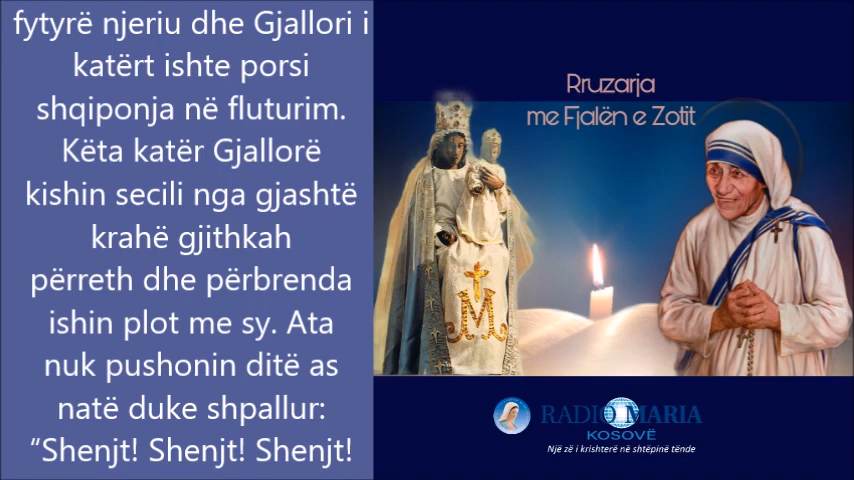 fytyrë njeriu dhe Gjallori i
katërt ishte porsi
shqiponja në fluturim.
Këta katër Gjallorë
kishin secili nga gjashtë
krahë gjithkah
përreth dhe përbrenda
ishin plot me sy. Ata
nuk pushonin ditë as
natë duke shpallur:
“Shenjt! Shenjt! Shenjt!
Rruzarja
me Fjalën e Zotit
M
RADIO MARIA
KOSOVË
Një zë i krishterë në shtëpinë tënde